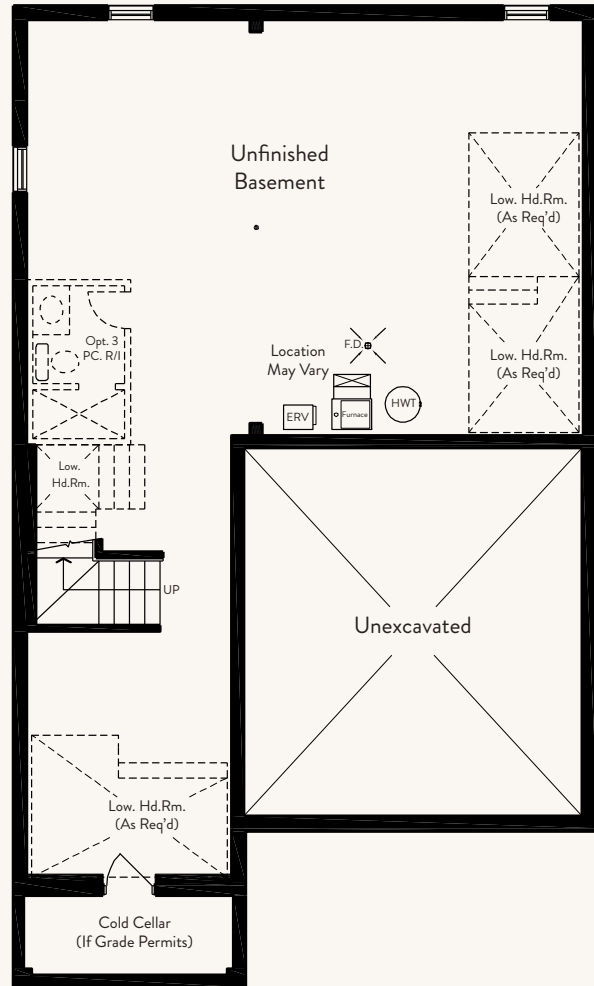 Unfinished
Basement
Low. Hd.Rm.
(As Req'd)
Opt. 3
PC. R/I
F.D.
Location
May Vary
Low. Hd.Rm.
(As Req'd)
ERV
Furnace
HWT
Low.
Hd.Rm.
UP
Unexcavated
Low. Hd.Rm.
(As Req'd)
Cold Cellar
(If Grade Permits)